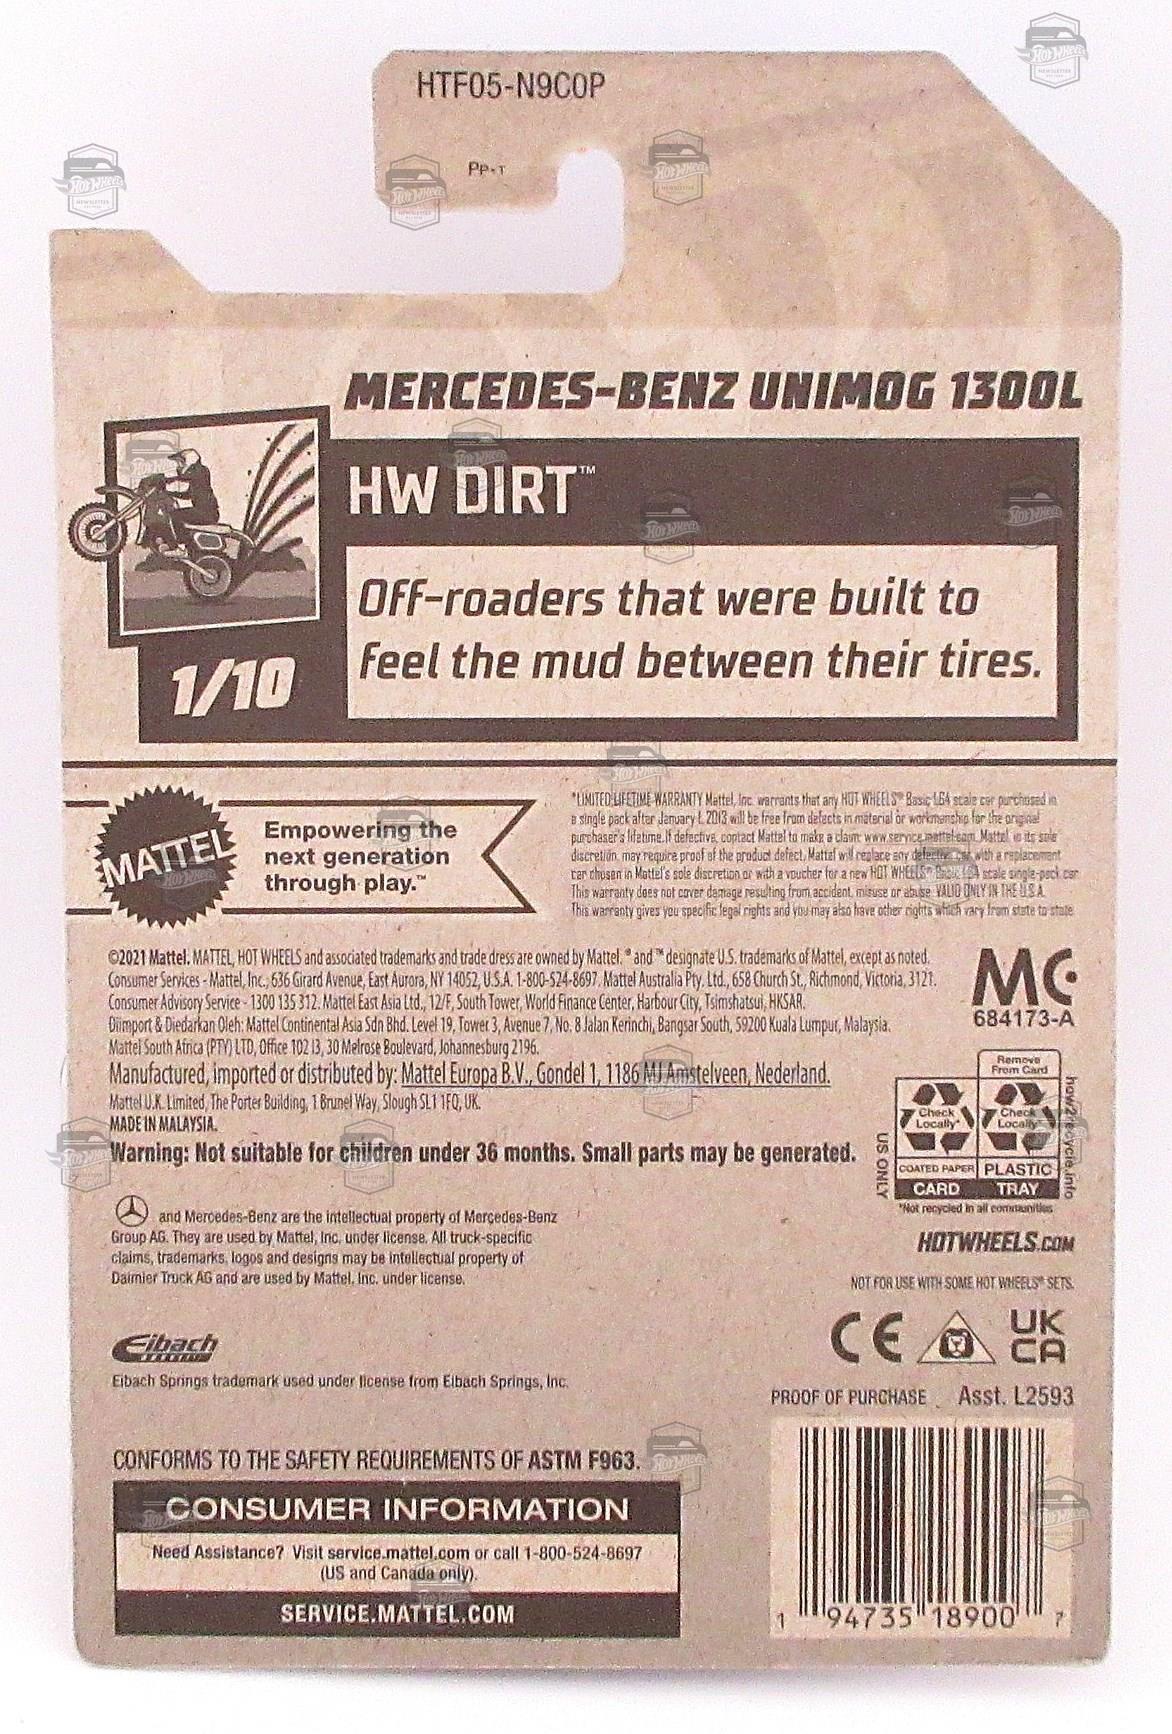 HTF05-N9C0P
PP-T
MERCEDES-BENZ UNIMOG 1300L
HW DIRT™
Off-roaders that were built to
feel the mud between their tires.
1/10
MATTEL
Empowering the
next generation
through play.™
*LIMITED LIFETIME WARRANTY Mattel, Inc. warrants that any HOT WHEELS® Basic 1:64 scale car purchased in
a single pack after January 1, 2013 will be free from defects in material or workmanship for the original
purchaser's lifetime. If defective, contact Mattel to make a claim: www.service.mattel.com. Mattel, in its sole
discretion, may require proof of the product defect. Mattel will replace any defective car with a replacement
car chosen in Mattel's sole discretion or with a voucher for a new HOT WHEELS® Basic 1:64 scale single-pack car.
This warranty does not cover damage resulting from accident, misuse or abuse. VALID ONLY IN THE U.S.A.
This warranty gives you specific legal rights and you may also have other rights which vary from state to state.
©2021 Mattel. MATTEL, HOT WHEELS and associated trademarks and trade dress are owned by Mattel. ® and ™ designate U.S. trademarks of Mattel, except as noted.
Consumer Services - Mattel, Inc., 636 Girard Avenue, East Aurora, NY 14052, U.S.A. 1-800-524-8697. Mattel Australia Pty. Ltd., 658 Church St., Richmond, Victoria, 3121.
Consumer Advisory Service - 1300 135 312. Mattel East Asia Ltd., 12/F, South Tower, World Finance Center, Harbour City, Tsimshatsui, HKSAR.
Diimport & Diedarkan Oleh: Mattel Continental Asia Sdn Bhd. Level 19, Tower 3, Avenue 7, No. 8 Jalan Kerinchi, Bangsar South, 59200 Kuala Lumpur, Malaysia.
Mattel South Africa (PTY) LTD, Office 102 I3, 30 Melrose Boulevard, Johannesburg 2196.
Manufactured, imported or distributed by: Mattel Europa B.V., Gondel 1, 1186 MJ Amstelveen, Nederland.
Mattel U.K. Limited, The Porter Building, 1 Brunel Way, Slough SL1 1FQ, UK.
MADE IN MALAYSIA.
Warning: Not suitable for children under 36 months. Small parts may be generated.
MC
684173-A
Remove
From Card
Check
Locally*
Check
Locally*
COATED PAPER
PLASTIC
CARD
TRAY
US ONLY
how2recycle.info
*Not recycled in all communities
and Mercedes-Benz are the intellectual property of Mercedes-Benz
Group AG. They are used by Mattel, Inc. under license. All truck-specific
claims, trademarks, logos and designs may be intellectual property of
Daimler Truck AG and are used by Mattel, Inc. under license.
HOTWHEELS.COM
NOT FOR USE WITH SOME HOT WHEELS® SETS.
CE
UK
CA
Eibach
Eibach Springs trademark used under license from Eibach Springs, Inc.
PROOF OF PURCHASE Asst. L2593
CONFORMS TO THE SAFETY REQUIREMENTS OF ASTM F963.
CONSUMER INFORMATION
Need Assistance? Visit service.mattel.com or call 1-800-524-8697
(US and Canada only).
SERVICE.MATTEL.COM
1 94735 18900 7
Hot Wheels
NEWSLETTER